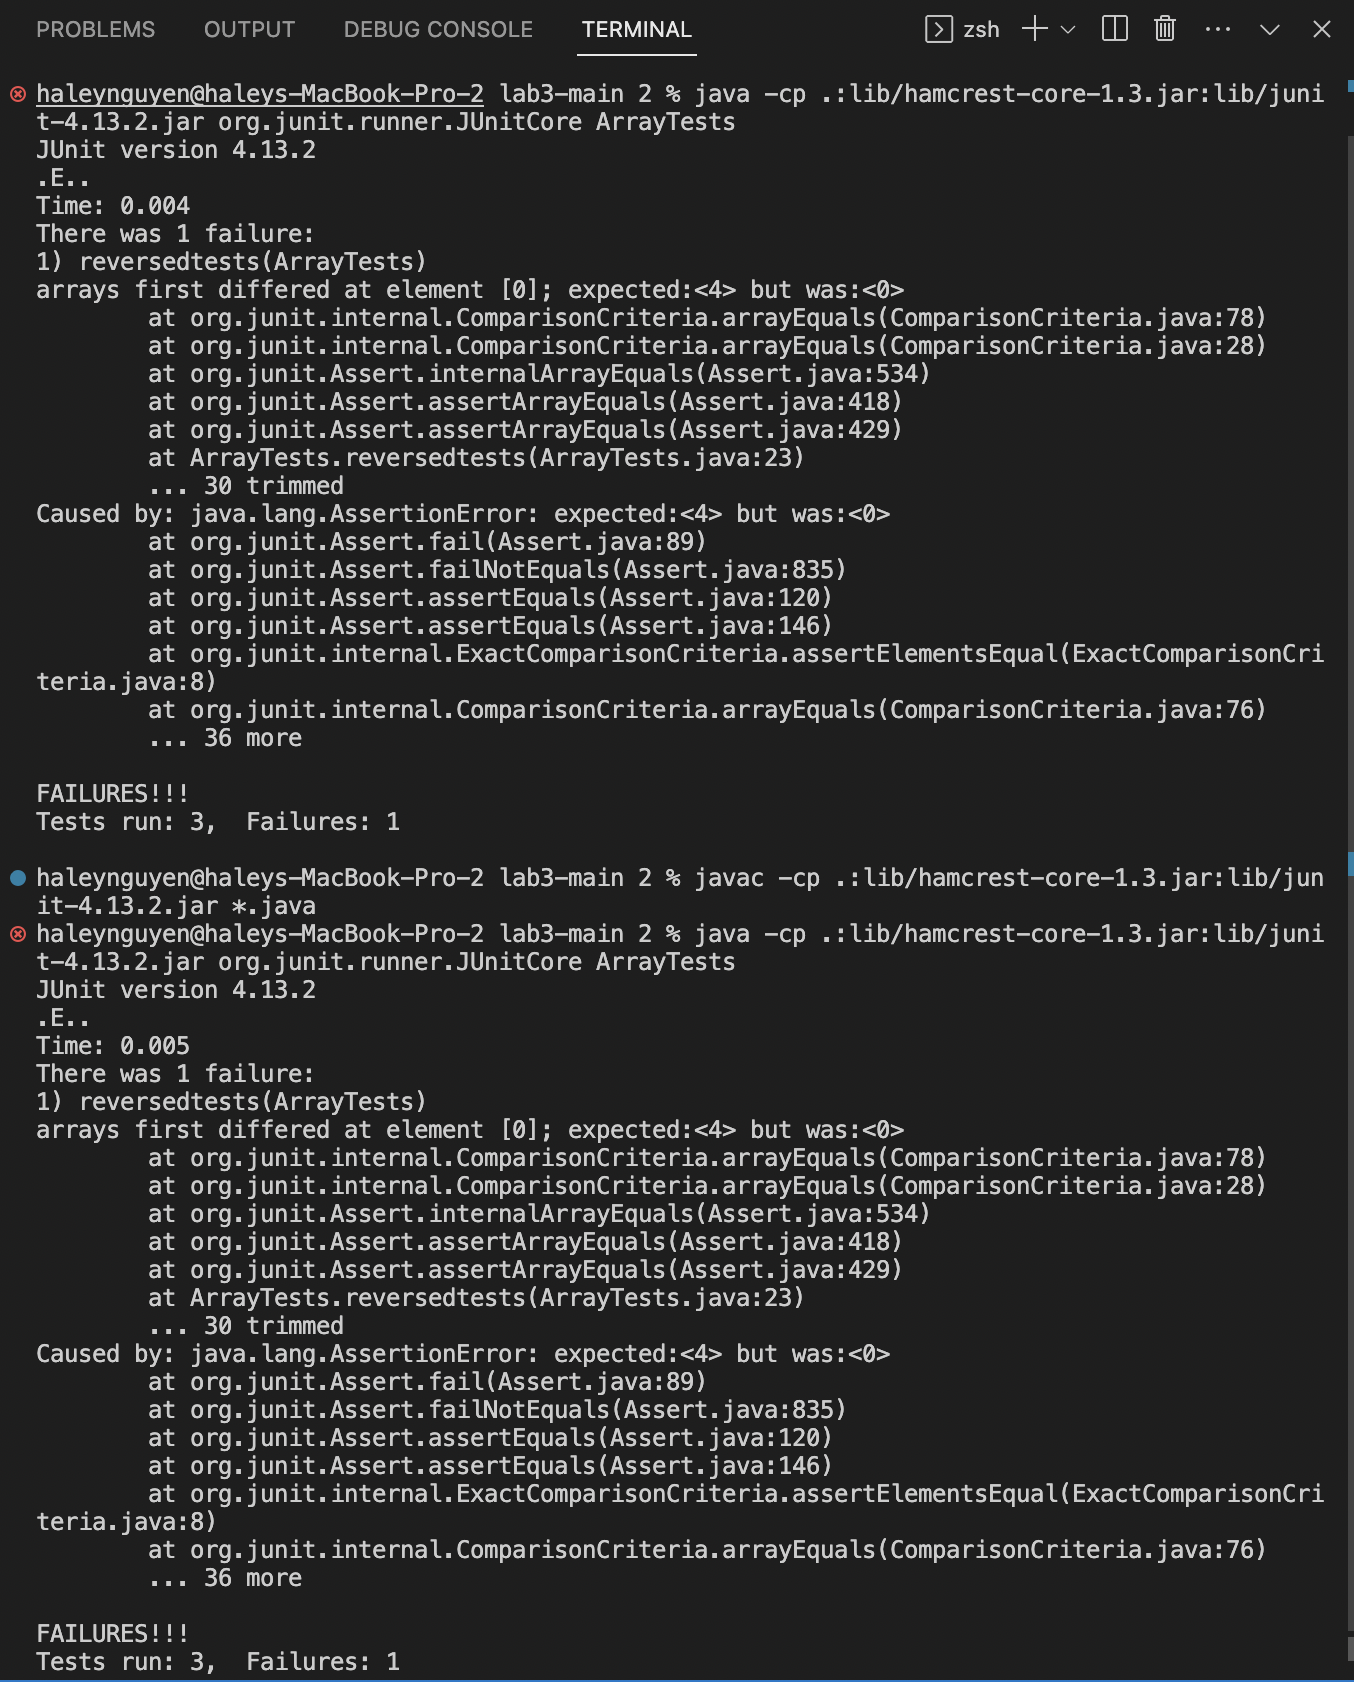 PROBLEMS OUTPUT DEBUG CONSOLE TERMINAL zsh
haleynguyen@haleys-MacBook-Pro-2 lab3-main 2 % java -cp .:lib/hamcrest-core-1.3.jar:lib/juni
t-4.13.2.jar org.junit.runner.JUnitCore ArrayTests
JUnit version 4.13.2
.E..
Time: 0.004
There was 1 failure:
1) reversedtests(ArrayTests)
arrays first differed at element [0]; expected:<4> but was:<0>
        at org.junit.internal.ComparisonCriteria.arrayEquals(ComparisonCriteria.java:78)
        at org.junit.internal.ComparisonCriteria.arrayEquals(ComparisonCriteria.java:28)
        at org.junit.Assert.internalArrayEquals(Assert.java:534)
        at org.junit.Assert.assertArrayEquals(Assert.java:418)
        at org.junit.Assert.assertArrayEquals(Assert.java:429)
        at ArrayTests.reversedtests(ArrayTests.java:23)
        ... 30 trimmed
Caused by: java.lang.AssertionError: expected:<4> but was:<0>
        at org.junit.Assert.fail(Assert.java:89)
        at org.junit.Assert.failNotEquals(Assert.java:835)
        at org.junit.Assert.assertEquals(Assert.java:120)
        at org.junit.Assert.assertEquals(Assert.java:146)
        at org.junit.internal.ExactComparisonCriteria.assertElementsEqual(ExactComparisonCri
teria.java:8)
        at org.junit.internal.ComparisonCriteria.arrayEquals(ComparisonCriteria.java:76)
        ... 36 more
FAILURES!!!
Tests run: 3,  Failures: 1
haleynguyen@haleys-MacBook-Pro-2 lab3-main 2 % javac -cp .:lib/hamcrest-core-1.3.jar:lib/jun
it-4.13.2.jar *.java
haleynguyen@haleys-MacBook-Pro-2 lab3-main 2 % java -cp .:lib/hamcrest-core-1.3.jar:lib/juni
t-4.13.2.jar org.junit.runner.JUnitCore ArrayTests
JUnit version 4.13.2
.E..
Time: 0.005
There was 1 failure:
1) reversedtests(ArrayTests)
arrays first differed at element [0]; expected:<4> but was:<0>
        at org.junit.internal.ComparisonCriteria.arrayEquals(ComparisonCriteria.java:78)
        at org.junit.internal.ComparisonCriteria.arrayEquals(ComparisonCriteria.java:28)
        at org.junit.Assert.internalArrayEquals(Assert.java:534)
        at org.junit.Assert.assertArrayEquals(Assert.java:418)
        at org.junit.Assert.assertArrayEquals(Assert.java:429)
        at ArrayTests.reversedtests(ArrayTests.java:23)
        ... 30 trimmed
Caused by: java.lang.AssertionError: expected:<4> but was:<0>
        at org.junit.Assert.fail(Assert.java:89)
        at org.junit.Assert.failNotEquals(Assert.java:835)
        at org.junit.Assert.assertEquals(Assert.java:120)
        at org.junit.Assert.assertEquals(Assert.java:146)
        at org.junit.internal.ExactComparisonCriteria.assertElementsEqual(ExactComparisonCri
teria.java:8)
        at org.junit.internal.ComparisonCriteria.arrayEquals(ComparisonCriteria.java:76)
        ... 36 more
FAILURES!!!
Tests run: 3,  Failures: 1